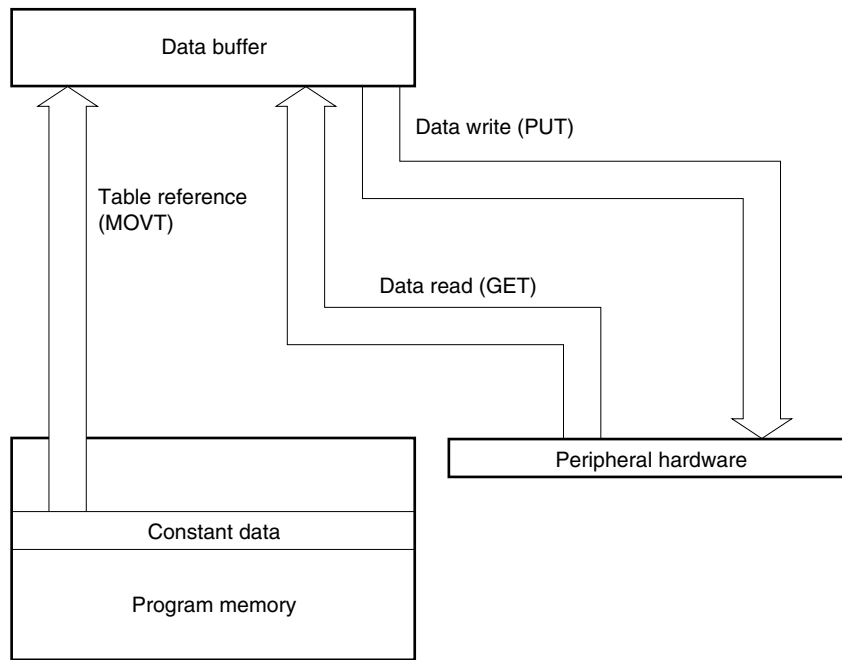 Data buffer
Data write (PUT)
Table reference
(MOVT)
Data read (GET)
Peripheral hardware
Constant data
Program memory